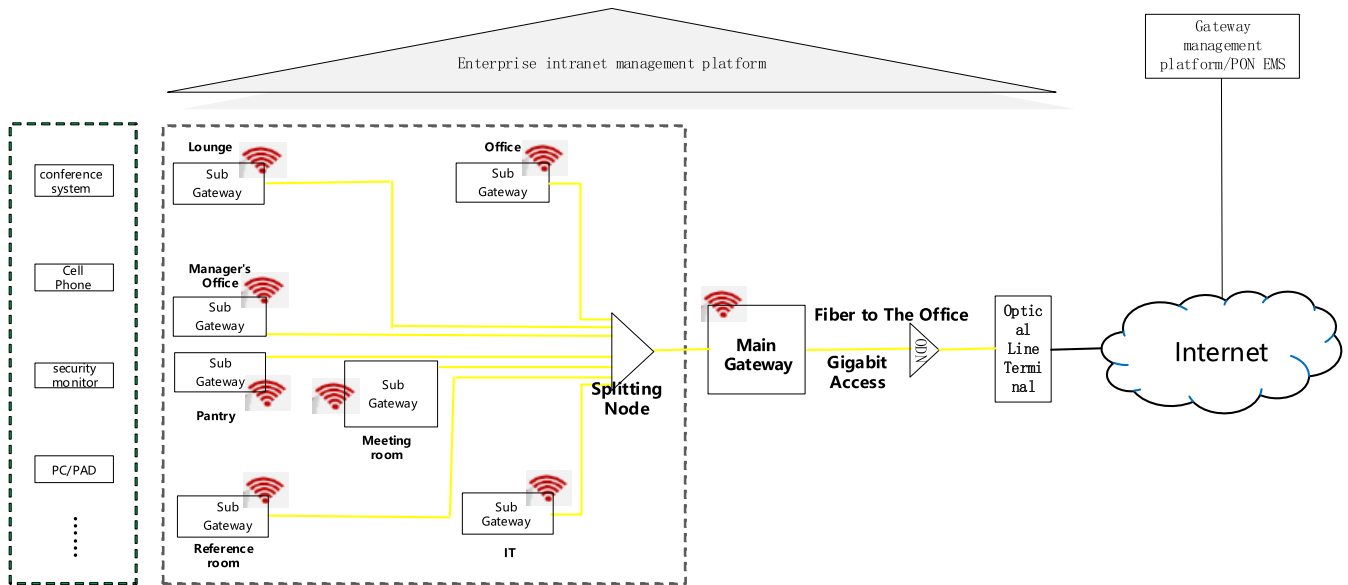 Enterprise intranet management platform
Gateway
management
platform/PON EMS
conference
system
Cell
Phone
security
monitor
PC/PAD
Lounge
Sub
Gateway
Office
Sub
Gateway
Manager's
Office
Sub
Gateway
Sub
Gateway
Pantry
Sub
Gateway
Meeting
room
Sub
Gateway
Reference
room
Sub
Gateway
IT
Splitting
Node
Main
Gateway
Fiber to The Office
Gigabit
Access
ODN
Optic
al
Line
Termi
nal
Internet